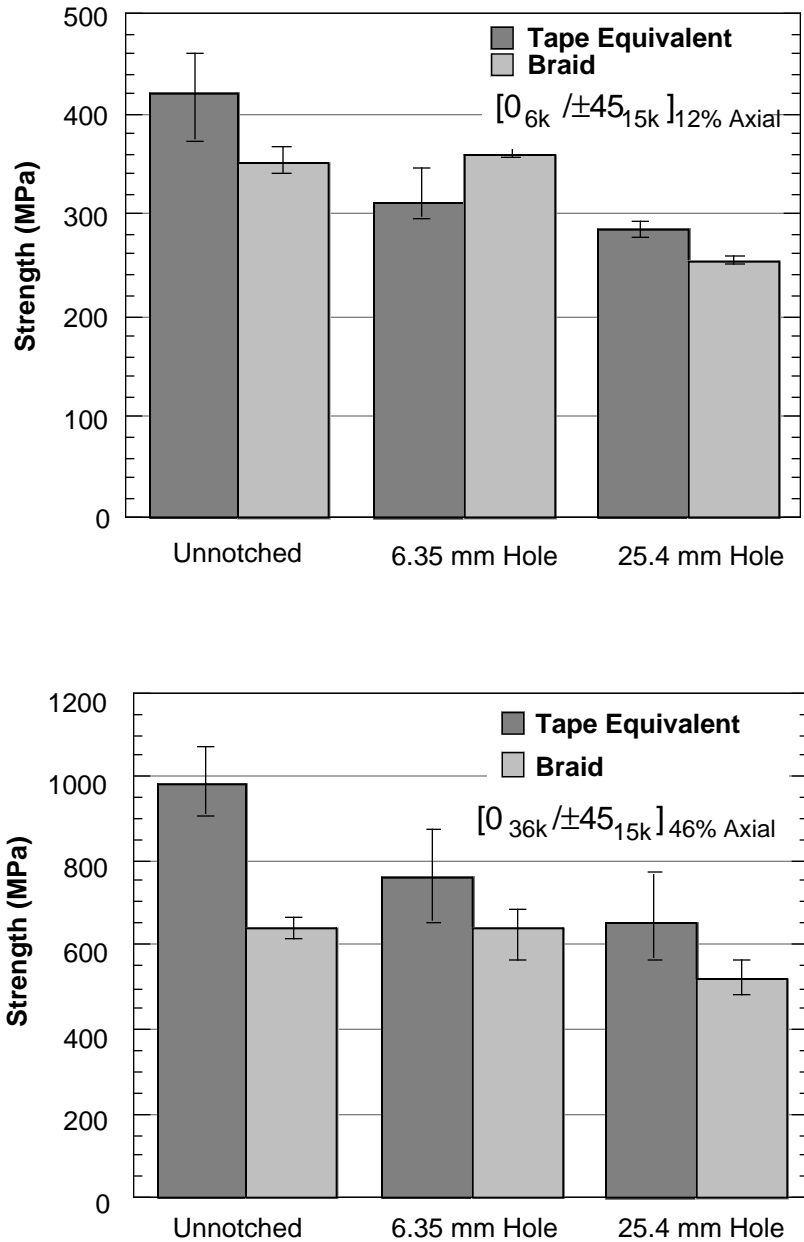 500
400
300
200
100
0
Strength (MPa)
Tape Equivalent
Braid
[0 6k /±45 15k ] 12% Axial
Unnotched
6.35 mm Hole
25.4 mm Hole
1200
1000
800
600
400
200
0
Strength (MPa)
Tape Equivalent
Braid
[0 36k /±45 15k ] 46% Axial
Unnotched
6.35 mm Hole
25.4 mm Hole